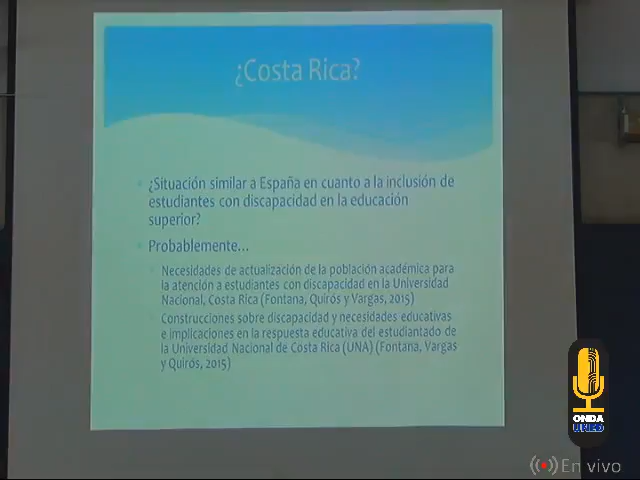 ¿Costa Rica?
¿Situación similar a España en cuanto a la inclusión de
estudiantes con discapacidad en la educación
superior?
Probablemente...
Necesidades de actualización de la población académica para
la atención a estudiantes con discapacidad en la Universidad
Nacional, Costa Rica (Fontana, Quirós y Vargas, 2015)
Construcciones sobre discapacidad y necesidades educativas
e implicaciones en la respuesta educativa del estudiantado de
la Universidad Nacional de Costa Rica (UNA) (Fontana, Vargas
y Quirós, 2015)
ONDA
UNED
En vivo